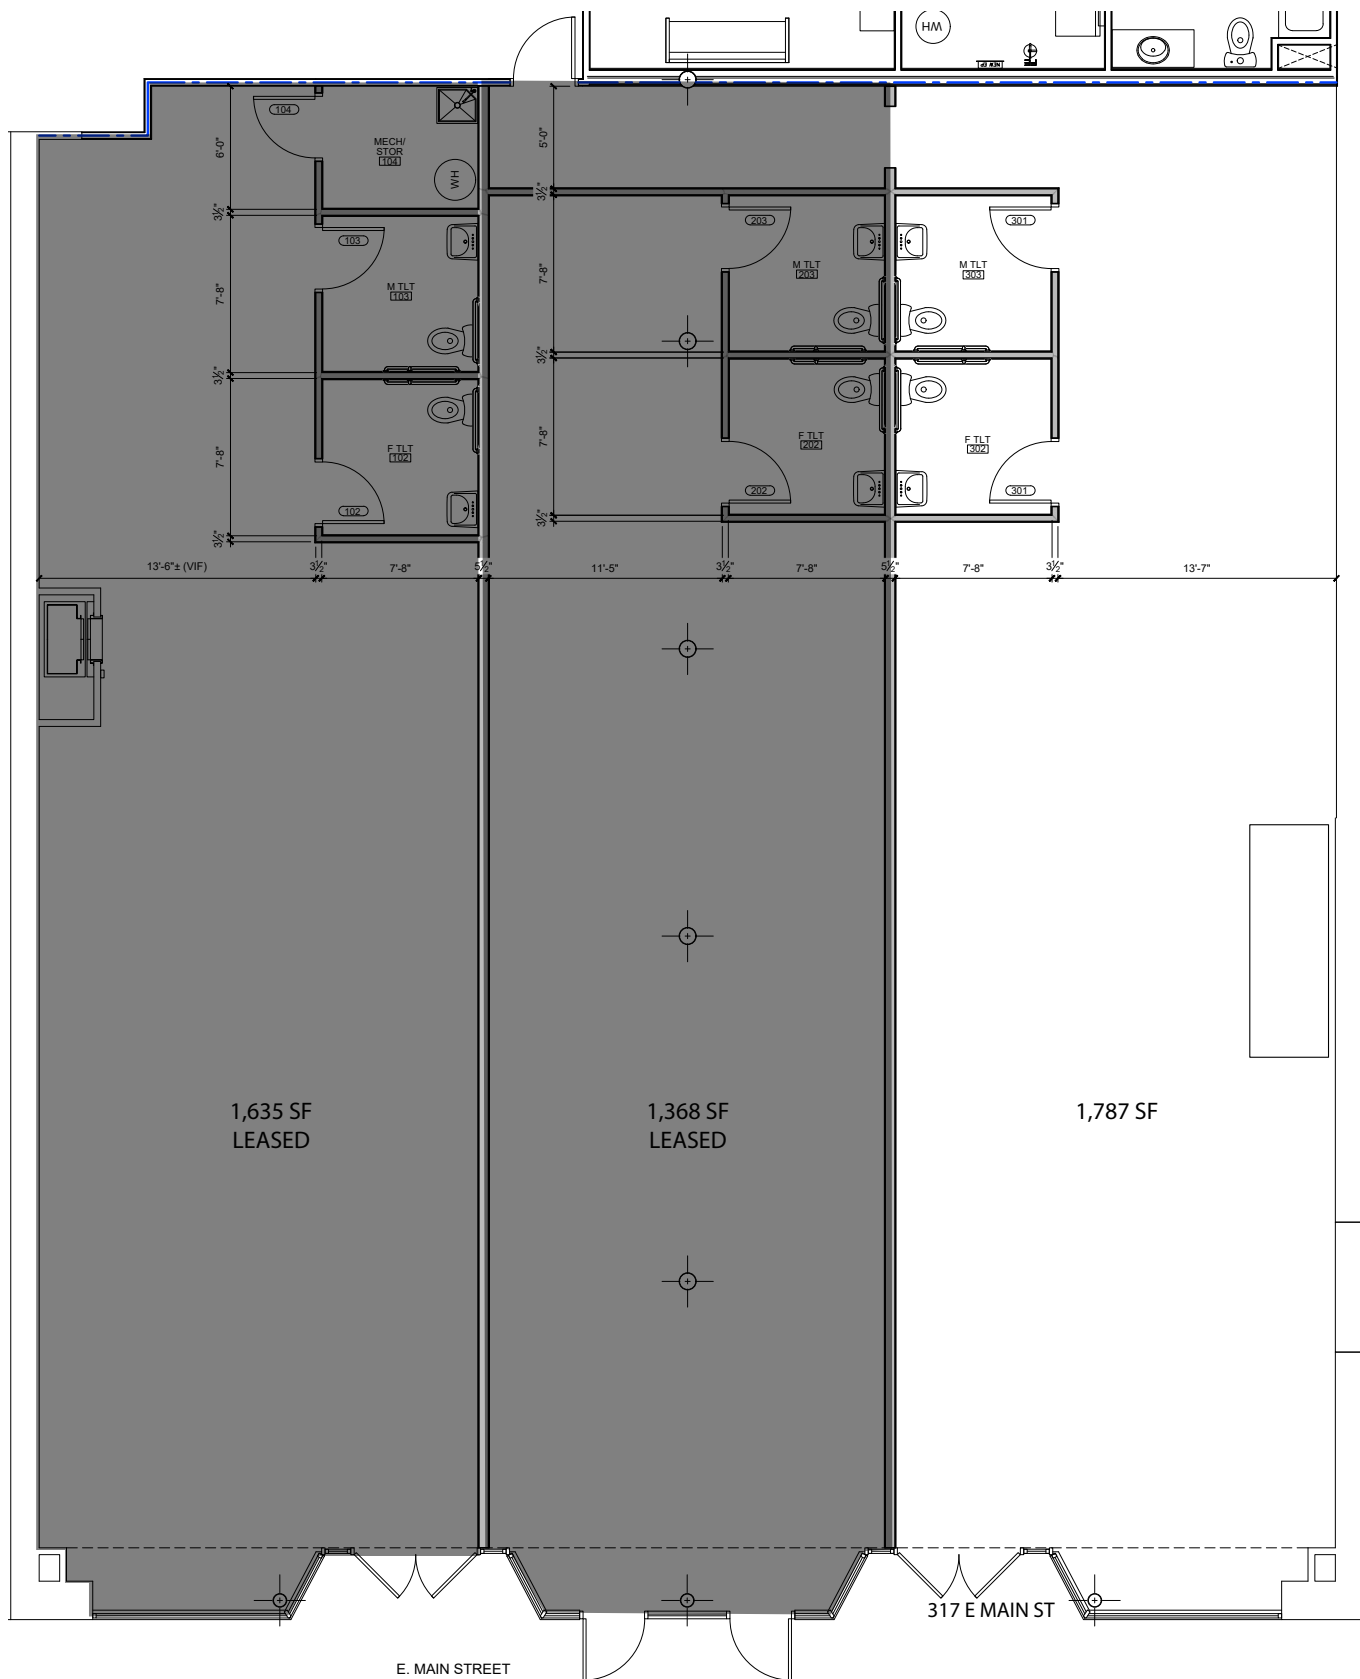 WH
NEW DP
104
MECH/
STOR
104
WH
6'-0"
5'-0"
3½"
3½"
103
203
301
M TLT
103
M TLT
203
M TLT
303
7'-8"
7'-8"
3½"
3½"
7'-8"
7'-8"
F TLT
102
F TLT
202
F TLT
302
102
202
301
3½"
3½"
13'-6"± (VIF)
3½"
7'-8"
5½"
11'-5"
3½"
7'-8"
5½"
7'-8"
3½"
13'-7"
1,635 SF
LEASED
1,368 SF
LEASED
1,787 SF
317 E MAIN ST
E. MAIN STREET